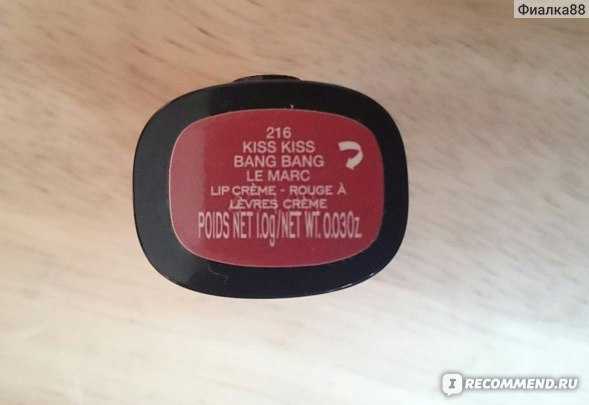 Фиалка88
216
KISS KISS
BANG BANG
LE MARC
LIP CRÈME - ROUGE À
LÈVRES CRÈME
POIDS NET 1.0g/NET WT. 0.03Oz
I RECOMMEND.RU